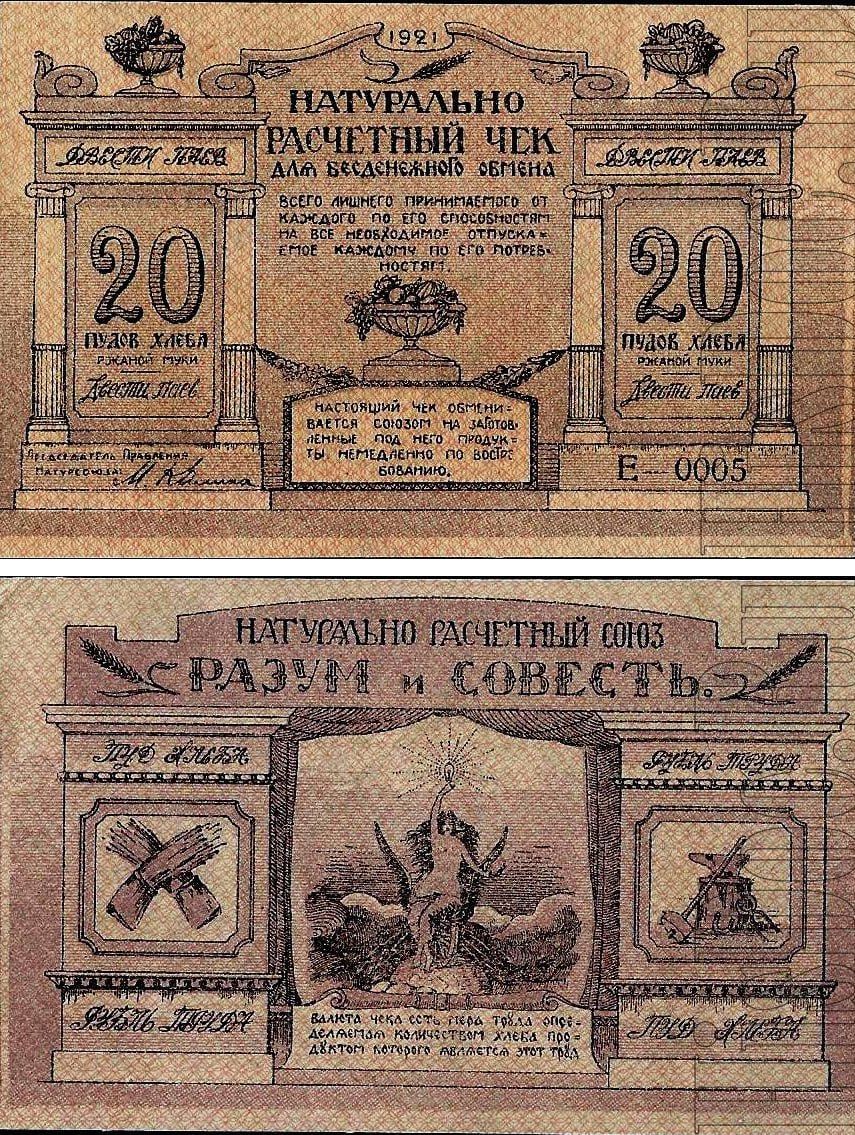 1921
НАТУРАЛЬНО
РАСЧЕТНЫЙ ЧЕК
ДЛЯ БЕСДЕНЕЖНОГО ОБМЕНА
ДВЕСТИ ПАЕВ
ДВЕСТИ ПАЕВ
ВСЕГО ЛИШНЕГО ПРИНИМАЕМОГО ОТ
КАЖДОГО ПО ЕГО СПОСОБНОСТЯМ
НА ВСЕ НЕОБХОДИМОЕ ОТПУСКА=
ЕМОЕ КАЖДОМУ ПО ЕГО ПОТРЕБ=
НОСТЯМ.
20
ПУДОВ ХЛЕБА
РЖАНОЙ МУКИ
Двести паев
20
ПУДОВ ХЛЕБА
РЖАНОЙ МУКИ
Двести паев
НАСТОЯЩИЙ ЧЕК ОБМЕНИ=
ВАЕТСЯ СОЮЗОМ НА ЗАГОТОВ=
ЛЕННЫЕ ПОД НЕГО ПРОДУК=
ТЫ НЕМЕДЛЕННО ПО ВОСТРЕ
БОВАНИЮ.
Председатель Правления
Натурсоюза:
Е— 0005
НАТУРАЛЬНО РАСЧЕТНЫЙ СОЮЗ
РАЗУМ и СОВЕСТЬ.
ПУД ХЛЕБА
РУБЛЬ ТРУДА
РУБЛЬ ТРУДА
ПУД ХЛЕБА
ВАЛЮТА ЧЕКА ЕСТЬ МЕРА ТРУДА ОПРЕ=
ДЕЛЯЕМАЯ КОЛИЧЕСТВОМ ХЛЕБА ПРО=
ДУКТОМ КОТОРОГО ЯВЛЯЕТСЯ ЭТОТ ТРУД